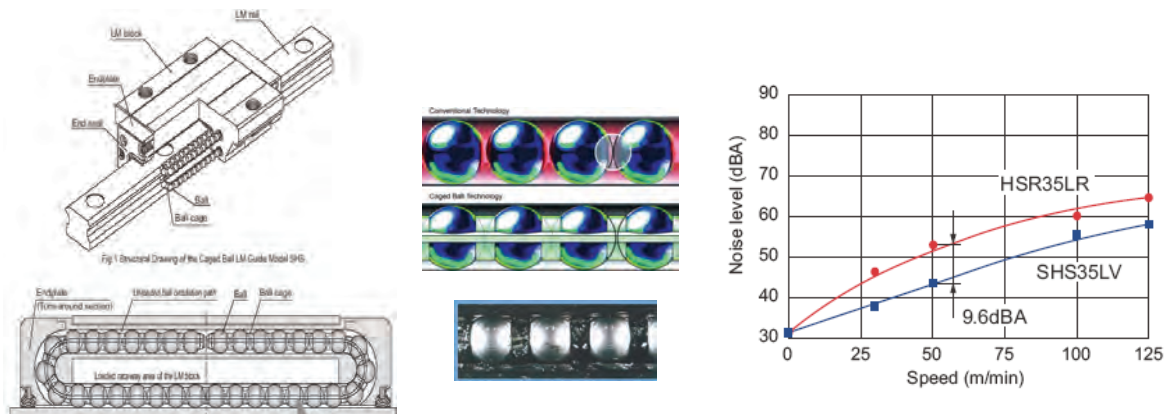 LM rail
LM block
Endplate
End seal
Ball
Ball cage
Fig.1 Structural Drawing of the Caged Ball LM Guide Model SHS
Endplate
(Turn-around section)
Unloaded ball circulation path
Ball
Ball cage
Loaded raceway area of the LM block
Conventional Technology
Caged Ball Technology
90
80
70
60
50
40
30
Noise level (dBA)
HSR35LR
SHS35LV
9.6dBA
0
25
50
75
100
125
Speed (m/min)